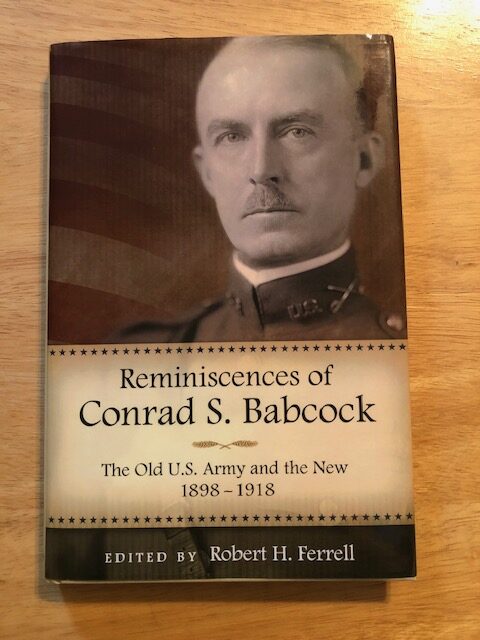 U.S.
Reminiscences of
Conrad S. Babcock
The Old U.S. Army and the New
1898–1918
EDITED BY Robert H. Ferrell